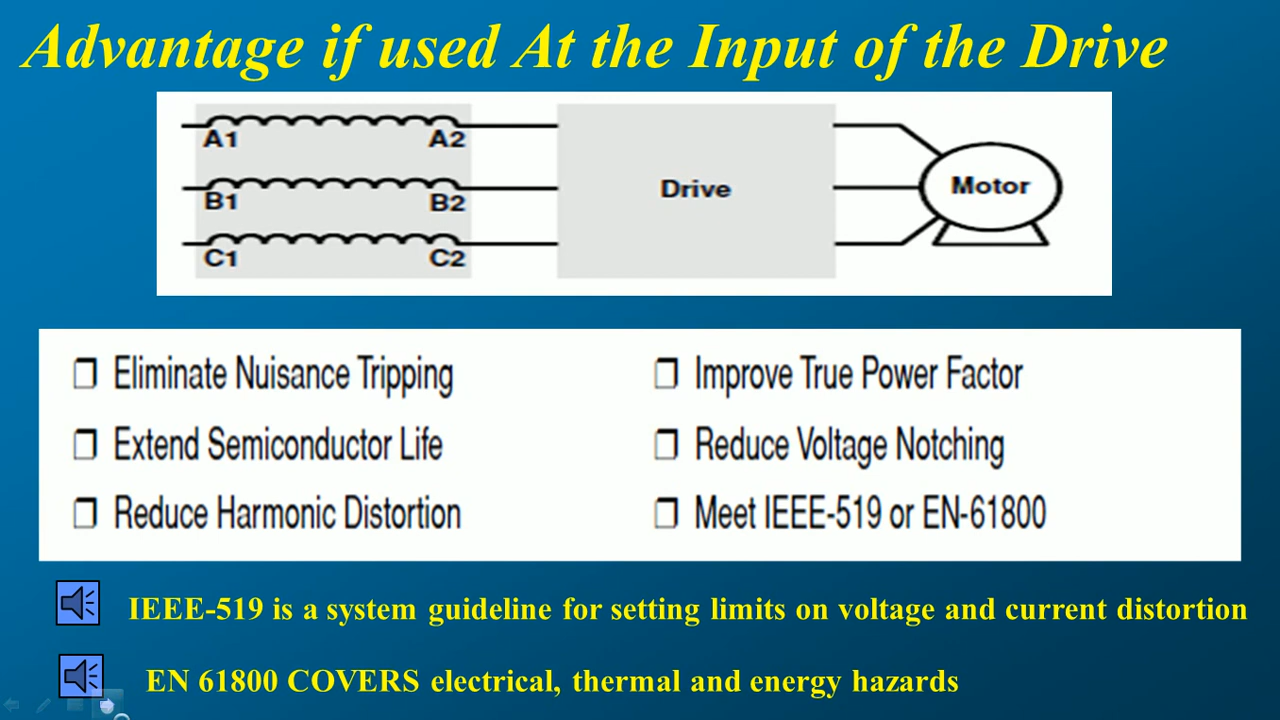 Advantage if used At the Input of the Drive
A1 A2
B1 B2
C1 C2
Drive
Motor
Eliminate Nuisance Tripping
Extend Semiconductor Life
Reduce Harmonic Distortion
Improve True Power Factor
Reduce Voltage Notching
Meet IEEE-519 or EN-61800
IEEE-519 is a system guideline for setting limits on voltage and current distortion
EN 61800 COVERS electrical, thermal and energy hazards